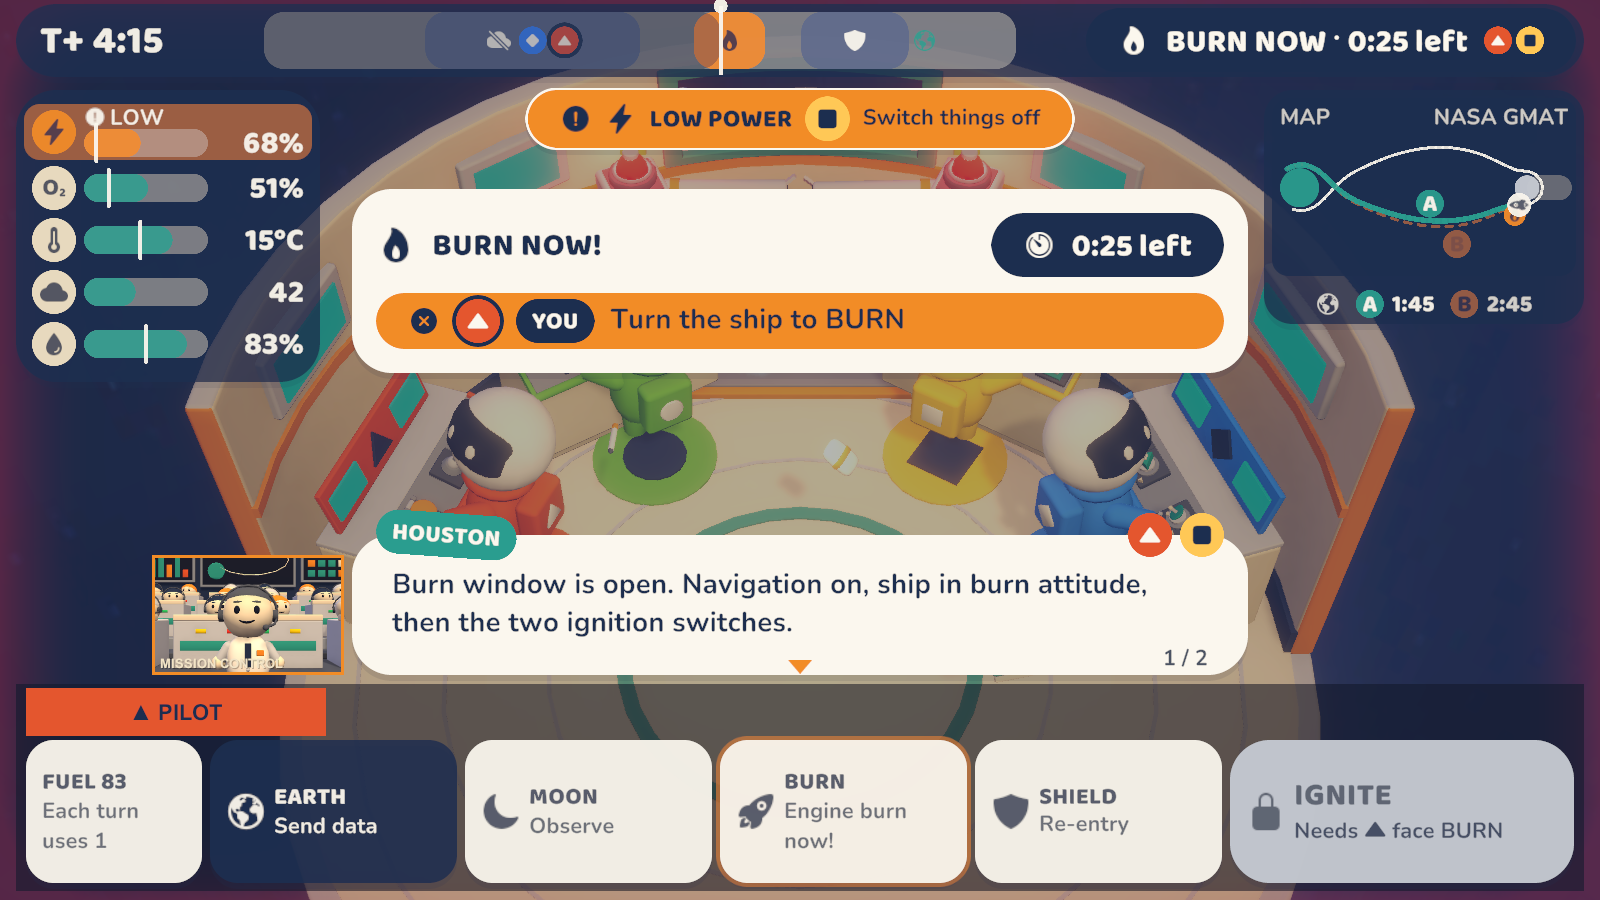 T+ 4:15
BURN NOW · 0:25 left
LOW
68%
O₂ 51%
15°C
42
83%
LOW POWER Switch things off
MAP NASA GMAT
A
B
A 1:45 B 2:45
BURN NOW!
0:25 left
YOU Turn the ship to BURN
HOUSTON
Burn window is open. Navigation on, ship in burn attitude,
then the two ignition switches.
1 / 2
MISSION CONTROL
▲ PILOT
FUEL 83
Each turn
uses 1
EARTH
Send data
MOON
Observe
BURN
Engine burn
now!
SHIELD
Re-entry
IGNITE
Needs ▲ face BURN